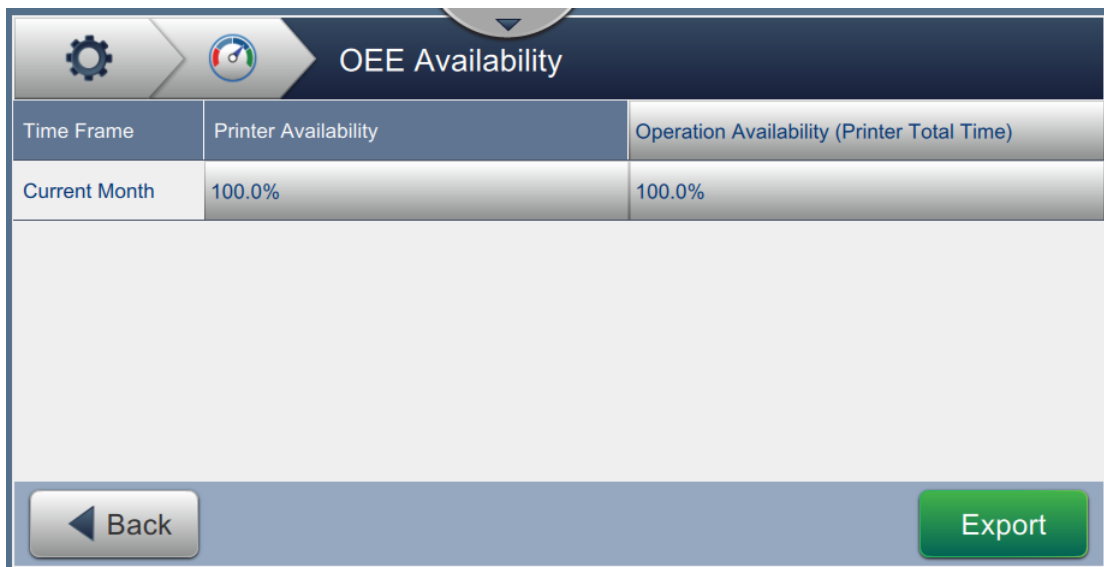 OEE Availability
Time Frame Printer Availability Operation Availability (Printer Total Time)
Current Month 100.0% 100.0%
Back Export